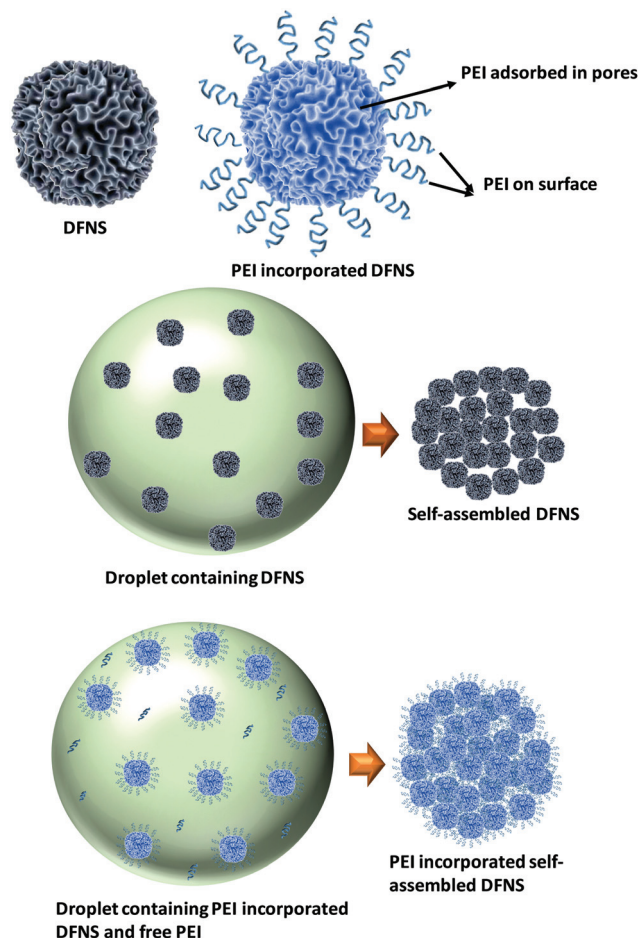 PEI adsorbed in pores
PEI on surface
DFNS
PEI incorporated DFNS
Self-assembled DFNS
Droplet containing DFNS
PEI incorporated self-
assembled DFNS
Droplet containing PEI incorporated
DFNS and free PEI